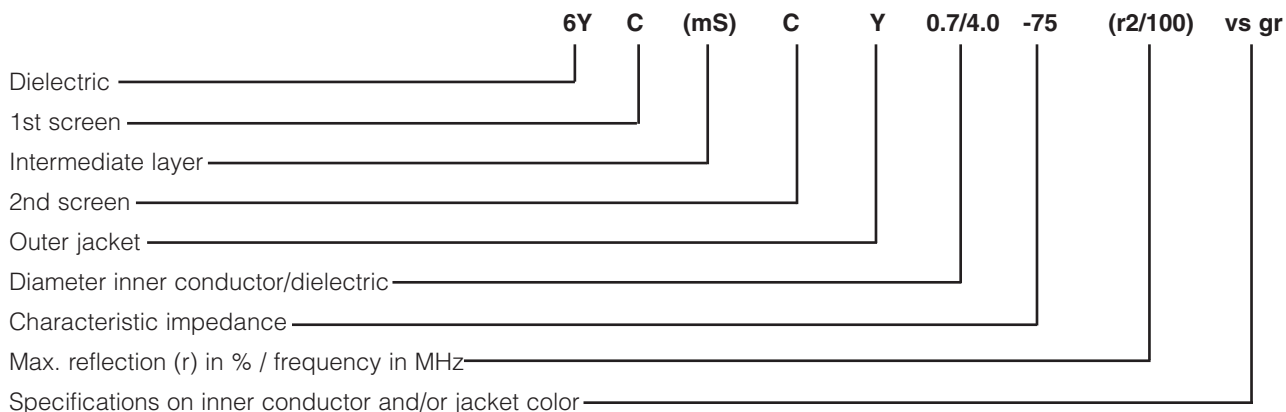 6Y C (mS) C Y 0.7/4.0 -75 (r2/100) vs gr
Dielectric
1st screen
Intermediate layer
2nd screen
Outer jacket
Diameter inner conductor/dielectric
Characteristic impedance
Max. reflection (r) in % / frequency in MHz
Specifications on inner conductor and/or jacket color